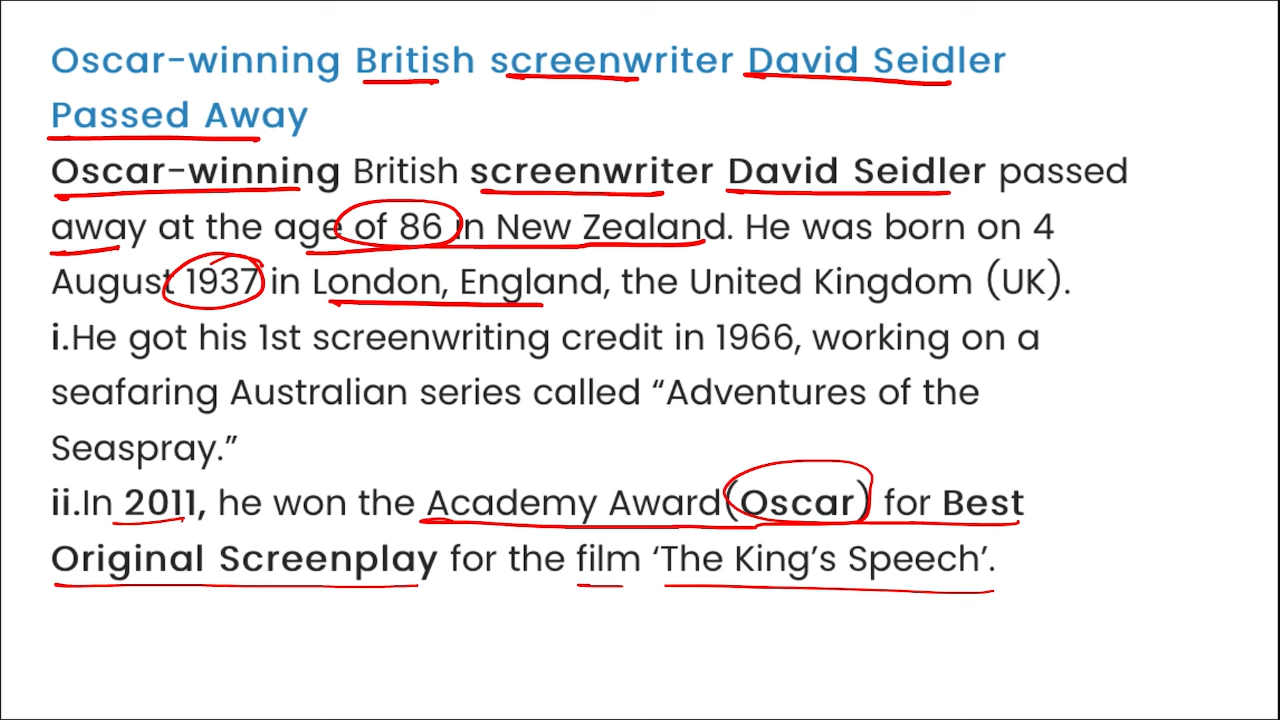 Oscar-winning British screenwriter David Seidler
Passed Away
Oscar-winning British screenwriter David Seidler passed
away at the age of 86 in New Zealand. He was born on 4
August 1937 in London, England, the United Kingdom (UK).
i.He got his 1st screenwriting credit in 1966, working on a
seafaring Australian series called “Adventures of the
Seaspray.”
ii.In 2011, he won the Academy Award(Oscar) for Best
Original Screenplay for the film ‘The King’s Speech’.